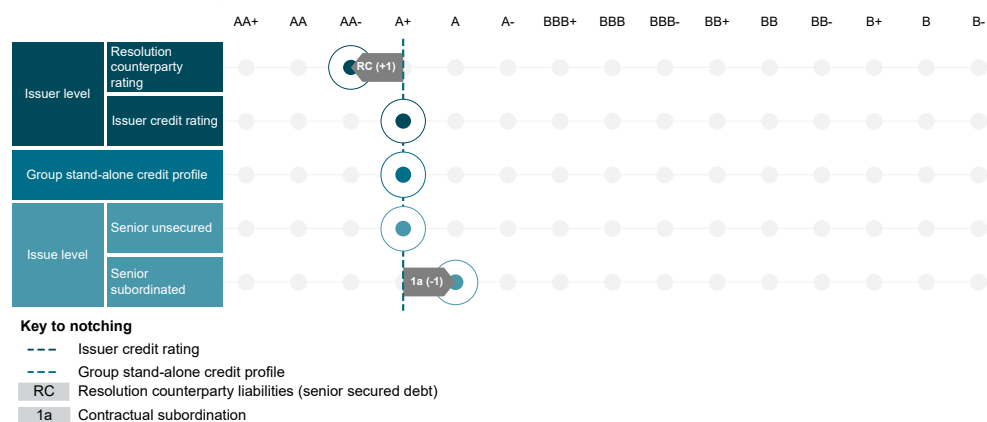 AA+ AA AA- A+ A A- BBB+ BBB BBB- BB+ BB BB- B+ B B-
Issuer level
Resolution
counterparty
rating
RC (+1)
Issuer credit rating
Group stand-alone credit profile
Issue level
Senior unsecured
Senior
subordinated
1a (-1)
Key to notching
Issuer credit rating
Group stand-alone credit profile
RC Resolution counterparty liabilities (senior secured debt)
1a Contractual subordination